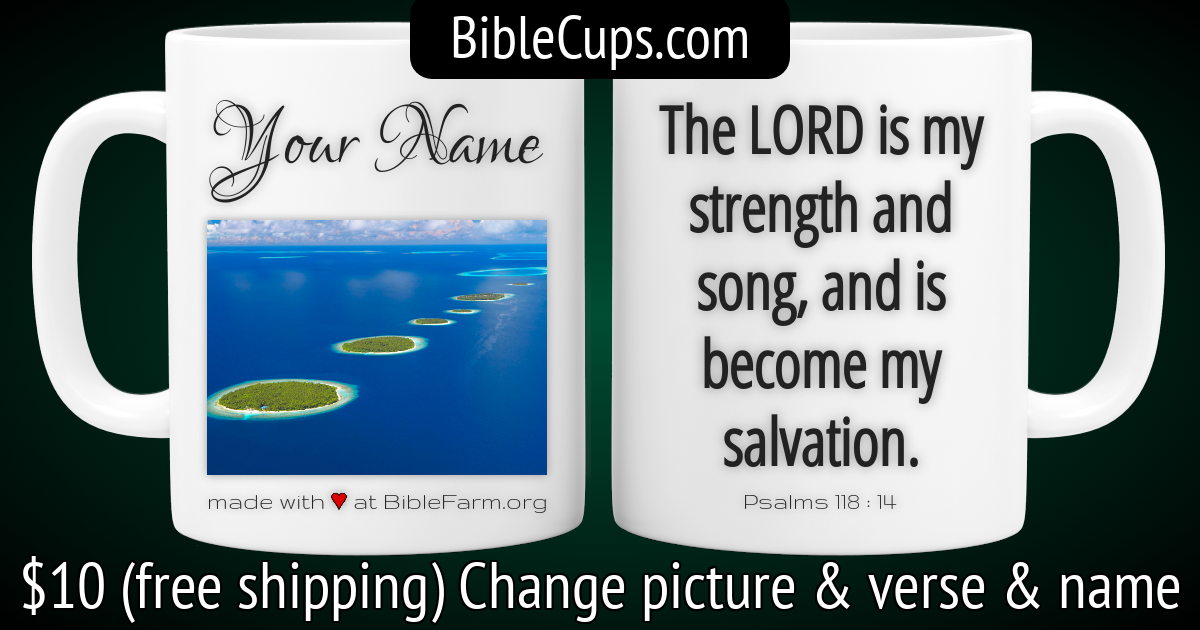 BibleCups.com
Your Name
made with ♥ at BibleFarm.org
The LORD is my
strength and
song, and is
become my
salvation.
Psalms 118 : 14
$10 (free shipping) Change picture & verse & name